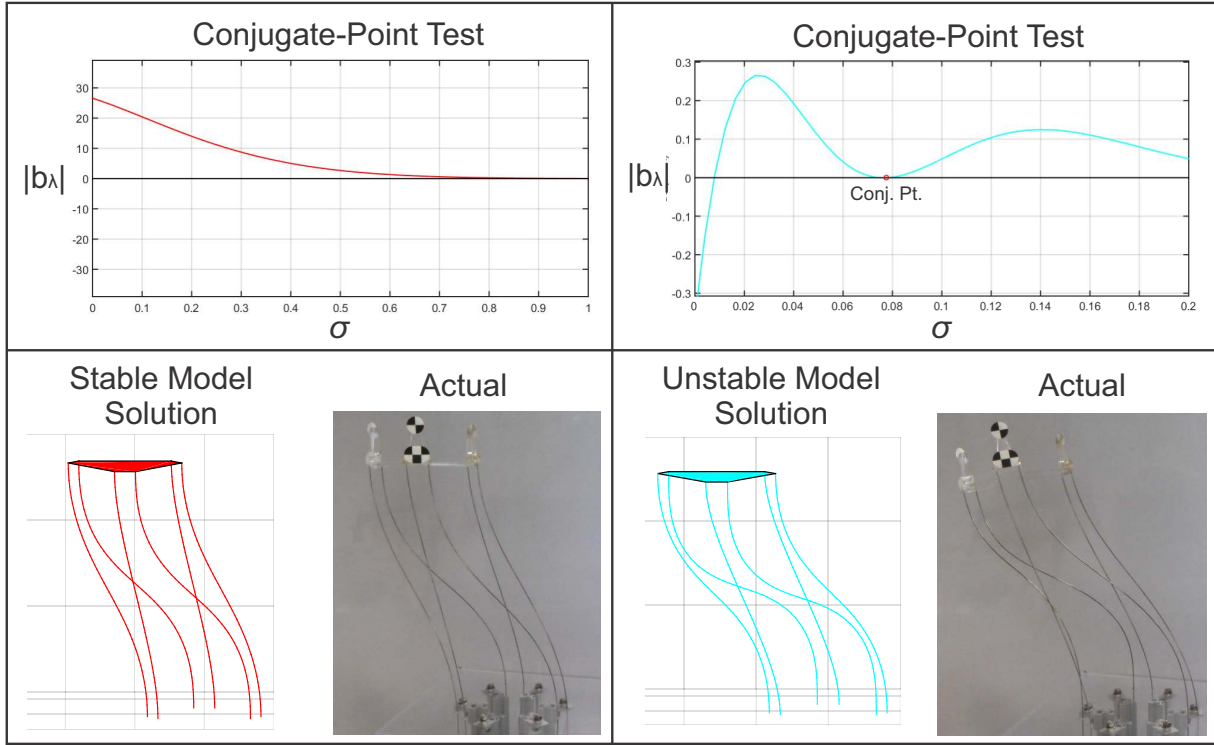 Conjugate-Point Test
30
20
10
0
-10
-20
-30
|bλ|
0 0.1 0.2 0.3 0.4 0.5 0.6 0.7 0.8 0.9 1
σ
Conjugate-Point Test
0.3
0.2
0.1
0
-0.1
-0.2
-0.3
|bλ|
Conj. Pt.
0 0.02 0.04 0.06 0.08 0.1 0.12 0.14 0.16 0.18 0.2
σ
Stable Model
Solution
Actual
Unstable Model
Solution
Actual